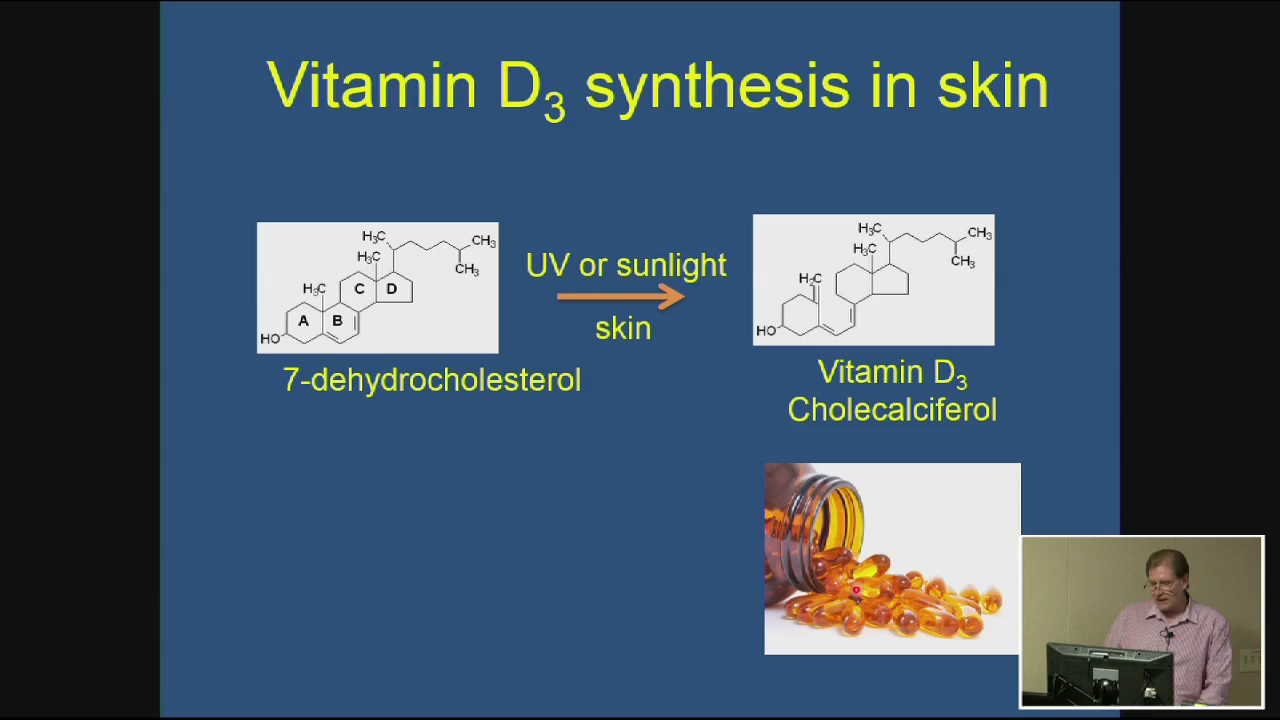 Vitamin D3 synthesis in skin
H3C
CH3
H3C
CH3
H3C
C
D
A
B
HO
7-dehydrocholesterol
UV or sunlight
skin
H3C
CH3
H3C
CH3
H2C
HO
Vitamin D3
Cholecalciferol